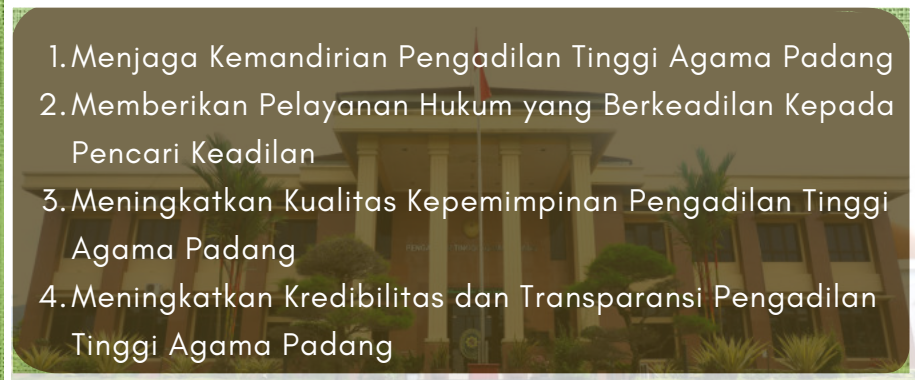 1. Menjaga Kemandirian Pengadilan Tinggi Agama Padang
2. Memberikan Pelayanan Hukum yang Berkeadilan Kepada
Pencari Keadilan
3. Meningkatkan Kualitas Kepemimpinan Pengadilan Tinggi
Agama Padang
4. Meningkatkan Kredibilitas dan Transparansi Pengadilan
Tinggi Agama Padang